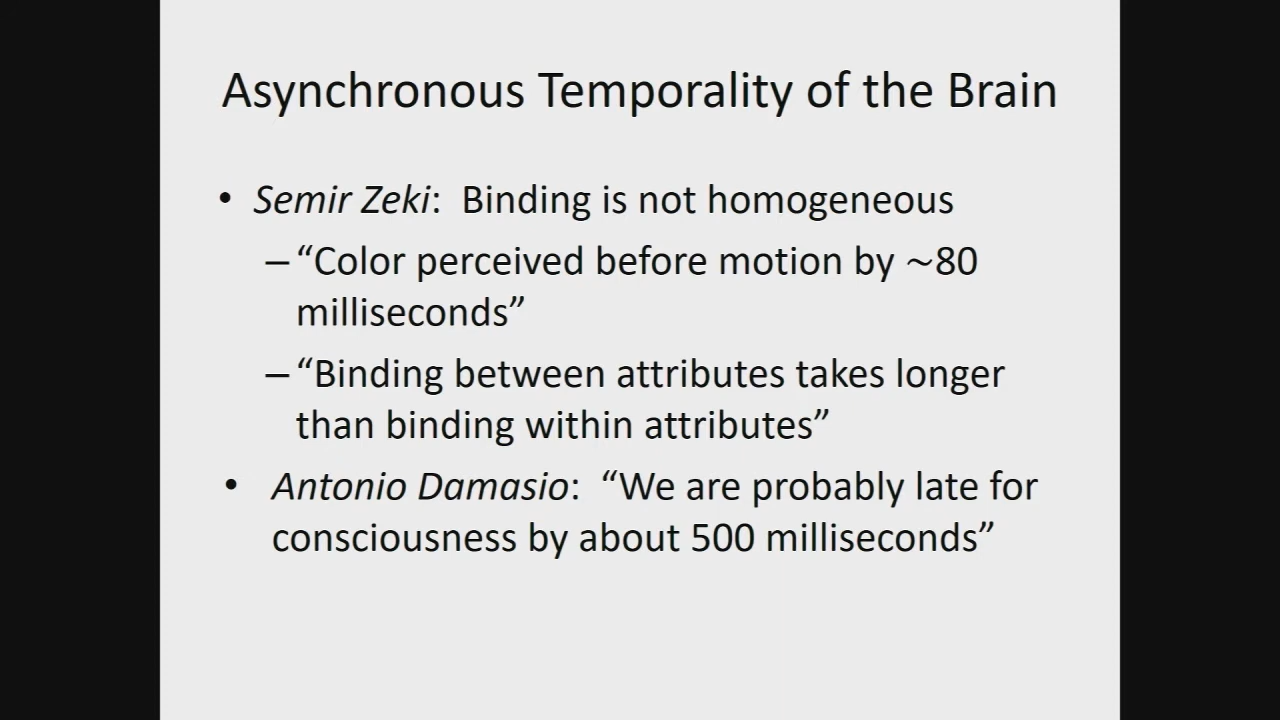 Asynchronous Temporality of the Brain
• Semir Zeki: Binding is not homogeneous
– “Color perceived before motion by ~80
milliseconds”
– “Binding between attributes takes longer
than binding within attributes”
• Antonio Damasio: “We are probably late for
consciousness by about 500 milliseconds”